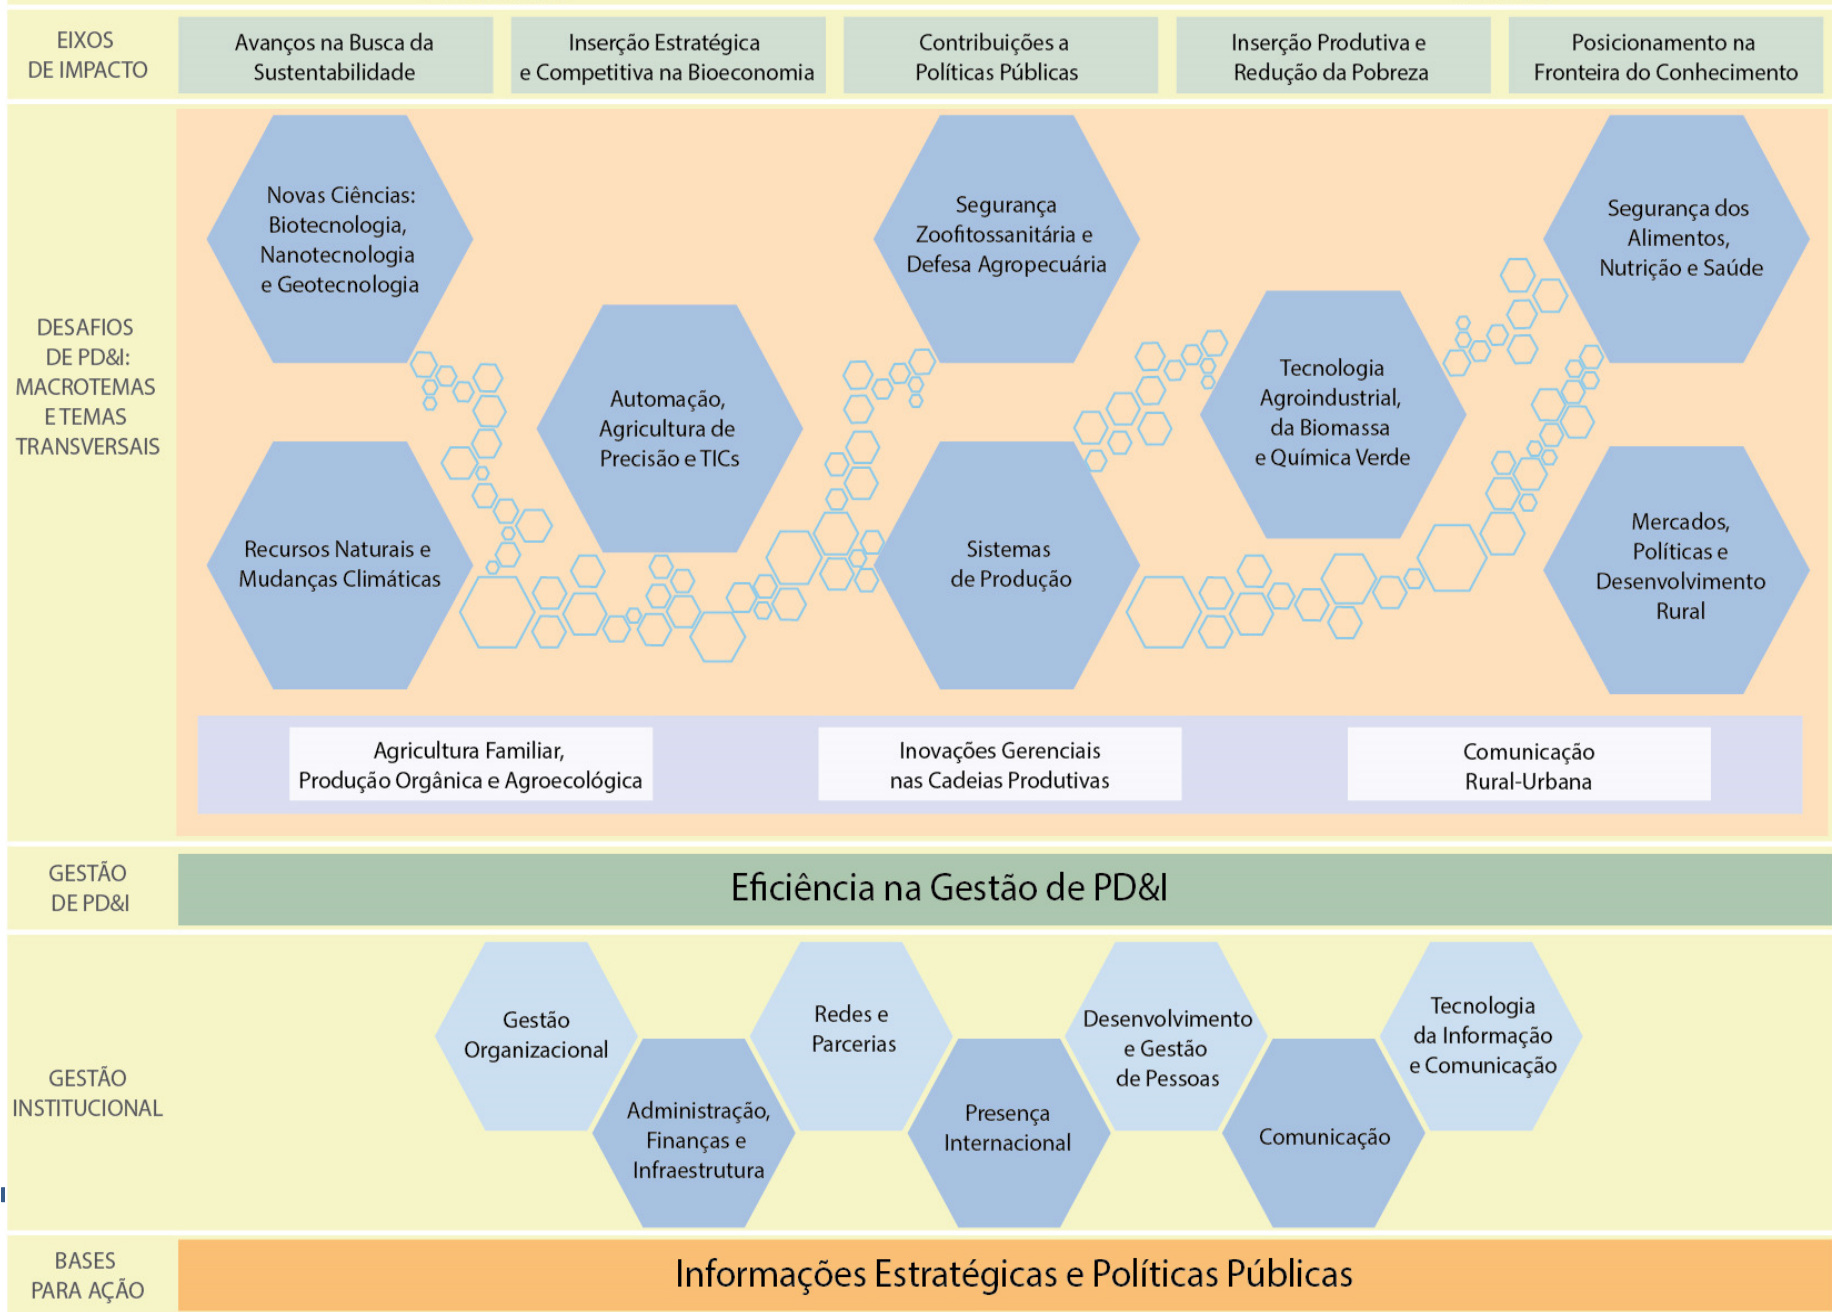 EIXOS
DE IMPACTO
Avanços na Busca da
Sustentabilidade
Inserção Estratégica
e Competitiva na Bioeconomia
Contribuições a
Políticas Públicas
Inserção Produtiva e
Redução da Pobreza
Posicionamento na
Fronteira do Conhecimento
DESAFIOS
DE PD&I:
MACROTEMAS
E TEMAS
TRANSVERSAIS
Novas Ciências:
Biotecnologia,
Nanotecnologia
e Geotecnologia
Segurança
Zoofitossanitária e
Defesa Agropecuária
Segurança dos
Alimentos,
Nutrição e Saúde
Automação,
Agricultura de
Precisão e TICs
Tecnologia
Agroindustrial,
da Biomassa
e Química Verde
Recursos Naturais e
Mudanças Climáticas
Sistemas
de Produção
Mercados,
Políticas e
Desenvolvimento
Rural
Agricultura Familiar,
Produção Orgânica e Agroecológica
Inovações Gerenciais
nas Cadeias Produtivas
Comunicação
Rural-Urbana
GESTÃO
DE PD&I
Eficiência na Gestão de PD&I
GESTÃO
INSTITUCIONAL
Gestão
Organizacional
Administração,
Finanças e
Infraestrutura
Redes e
Parcerias
Presença
Internacional
Desenvolvimento
e Gestão
de Pessoas
Comunicação
Tecnologia
da Informação
e Comunicação
BASES
PARA AÇÃO
Informações Estratégicas e Políticas Públicas